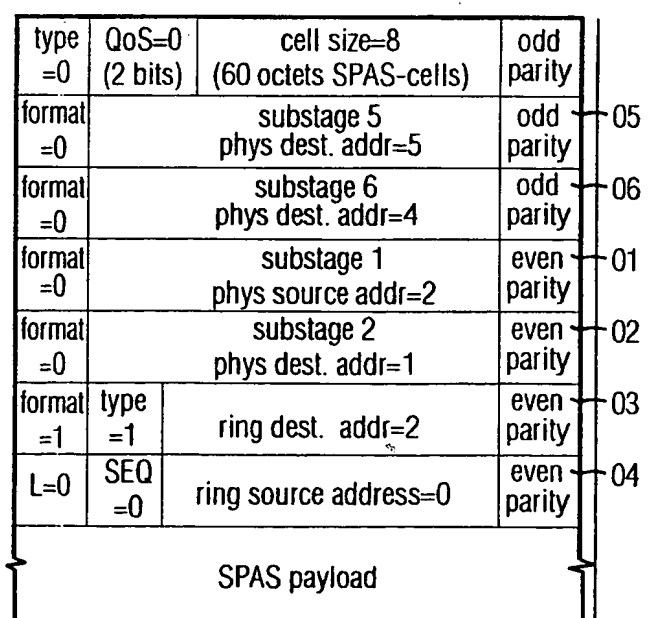 type QoS=0 cell size=8 odd
=0 (2 bits) (60 octets SPAS-cells) parity
format substage 5 odd 05
=0 phys dest. addr=5 parity
format substage 6 odd 06
=0 phys dest. addr=4 parity
format substage 1 even 01
=0 phys source addr=2 parity
format substage 2 even 02
=0 phys dest. addr=1 parity
format type ring dest. addr=2 even 03
=1 =1 parity
L=0 SEQ ring source address=0 even 04
=0 parity
SPAS payload